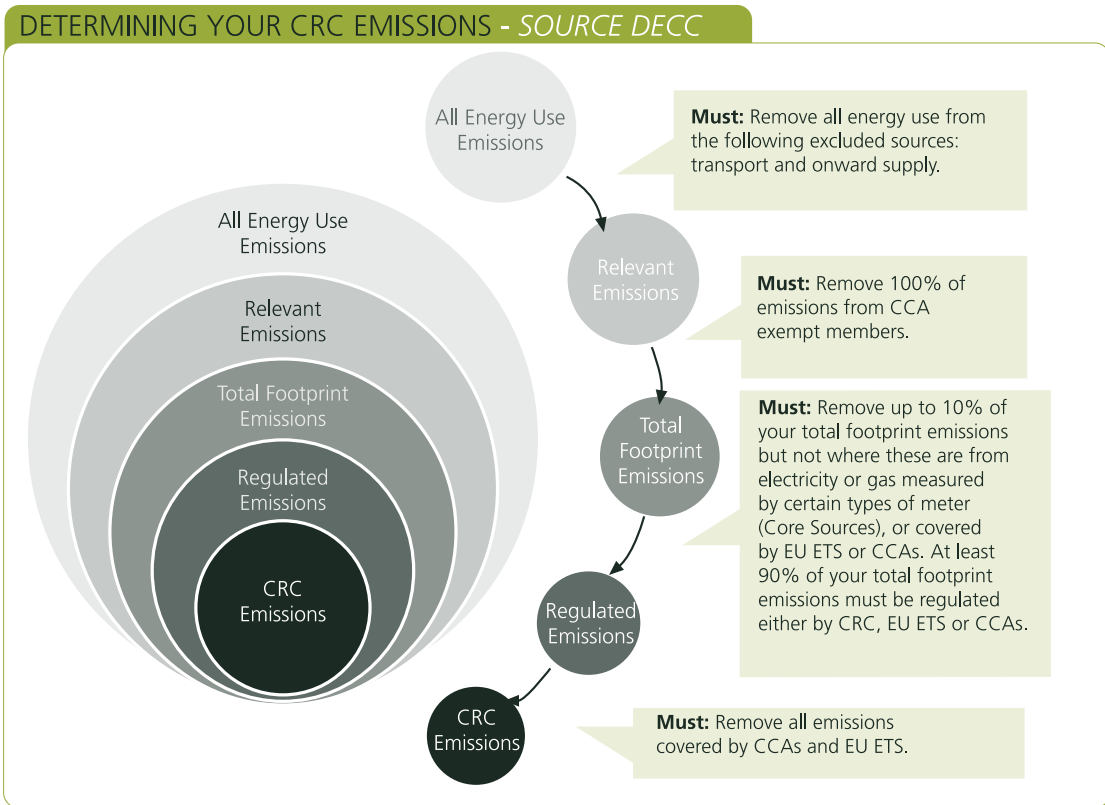 DETERMINING YOUR CRC EMISSIONS - SOURCE DECC
All Energy Use
Emissions
Relevant
Emissions
Total Footprint
Emissions
Regulated
Emissions
CRC
Emissions
All Energy Use
Emissions
Must: Remove all energy use from
the following excluded sources:
transport and onward supply.
Relevant
Emissions
Must: Remove 100% of
emissions from CCA
exempt members.
Total
Footprint
Emissions
Must: Remove up to 10% of
your total footprint emissions
but not where these are from
electricity or gas measured
by certain types of meter
(Core Sources), or covered
by EU ETS or CCAs. At least
90% of your total footprint
emissions must be regulated
either by CRC, EU ETS or CCAs.
Regulated
Emissions
CRC
Emissions
Must: Remove all emissions
covered by CCAs and EU ETS.